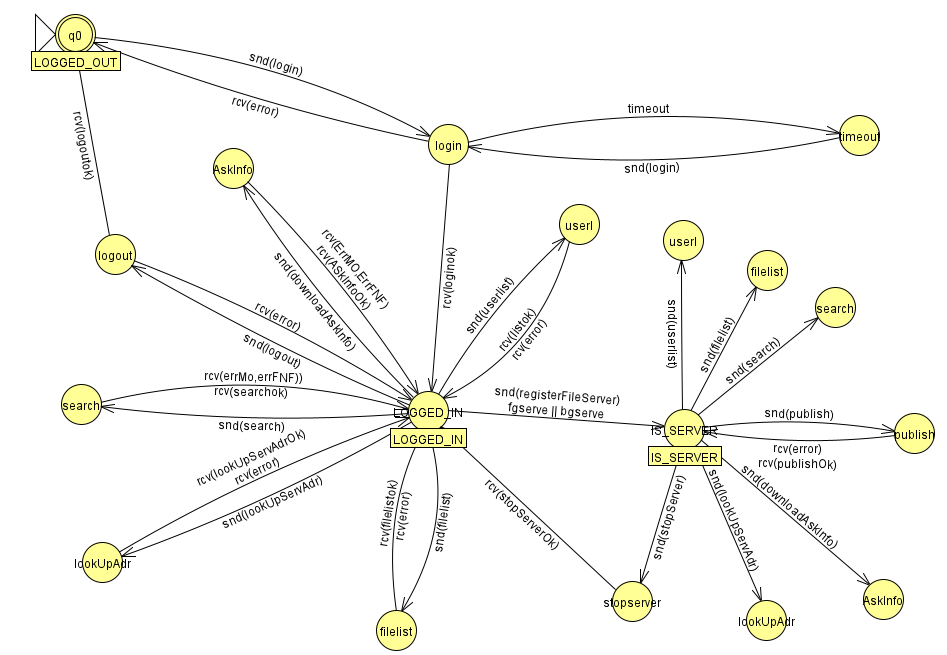 q0
LOGGED_OUT
snd(login)
rcv(error)
rcv(logoutok)
login
timeout
timeout
snd(login)
AskInfo
rcv(ErrMO,ErrFNF)
rcv(ASkInfoOk)
snd(downloadAskInfo)
rcv(loginok)
userl
snd(userlist)
rcv(listok)
rcv(error)
userl
snd(userlist)
filelist
snd(filelist)
search
snd(search)
logout
rcv(error)
snd(logout)
search
rcv(errMo,errFNF))
rcv(searchok)
snd(search)
LOGGED_IN
LOGGED_IN
snd(registerFileServer)
fgserve || bgserve
IS_SERVER
IS_SERVER
snd(publish)
rcv(error)
rcv(publishOk)
publish
rcv(lookUpServAdrOk)
rcv(error)
snd(lookUpServAdr)
lookUpAdr
rcv(filelistok)
rcv(error)
snd(filelist)
filelist
rcv(stopServerOk)
snd(stopServer)
stopserver
snd(lookUpServAdr)
lookUpAdr
snd(downloadAskInfo)
AskInfo